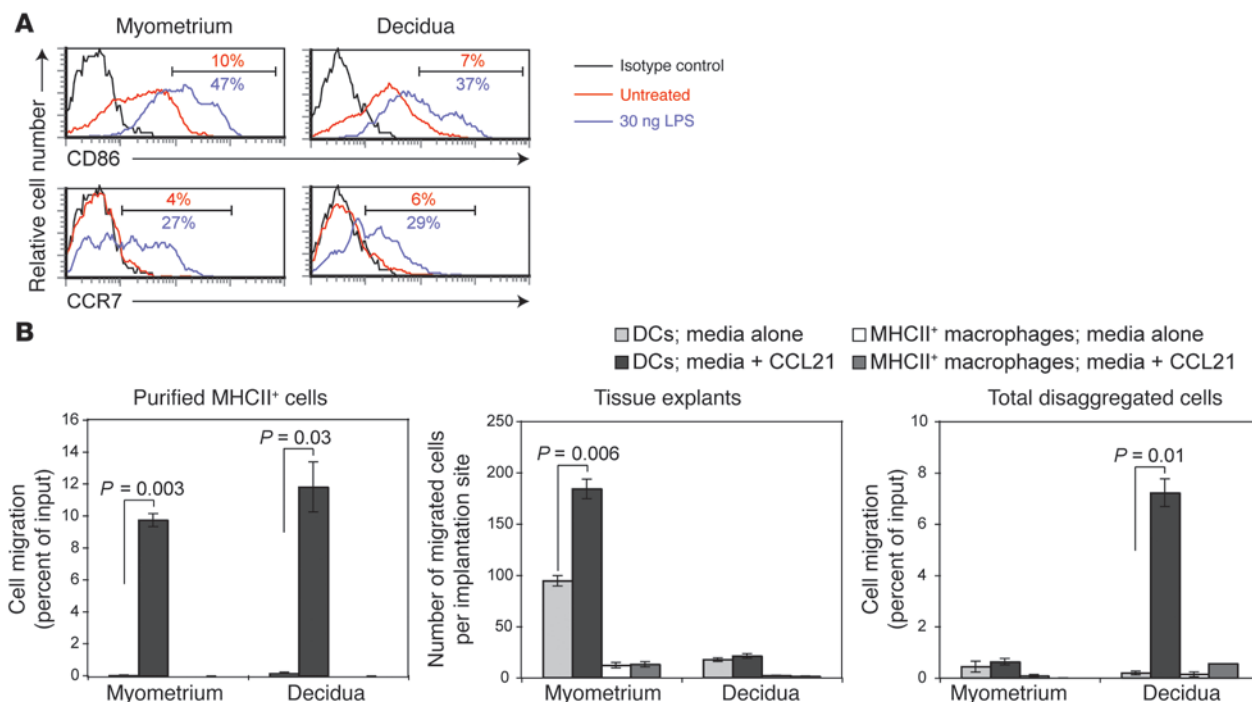 A
Myometrium
Decidua
Relative cell number
10%
47%
7%
37%
Isotype control
Untreated
30 ng LPS
CD86
4%
27%
6%
29%
CCR7
B
DCs; media alone
MHCII⁺ macrophages; media alone
DCs; media + CCL21
MHCII⁺ macrophages; media + CCL21
Purified MHCII⁺ cells
Cell migration
(percent of input)
16
14
12
10
8
6
4
2
0
P = 0.003
P = 0.03
Myometrium
Decidua
Tissue explants
Number of migrated cells
per implantation site
250
200
150
100
50
0
P = 0.006
Myometrium
Decidua
Total disaggregated cells
Cell migration
(percent of input)
10
8
6
4
2
0
P = 0.01
Myometrium
Decidua